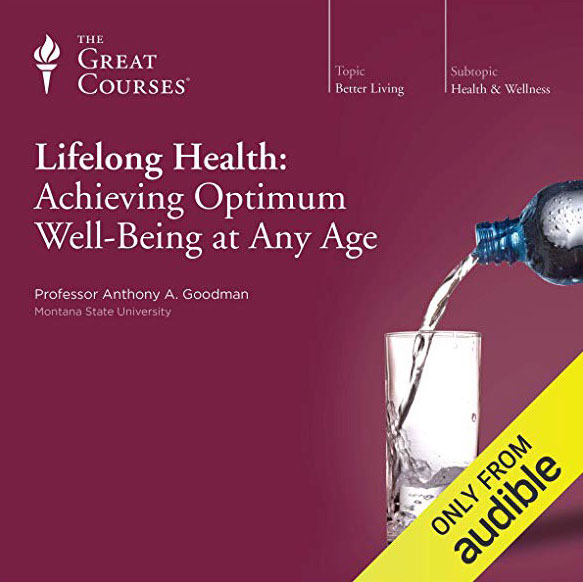 THE
GREAT
COURSES®
Topic
Better Living
Subtopic
Health & Wellness
Lifelong Health:
Achieving Optimum
Well-Being at Any Age
Professor Anthony A. Goodman
Montana State University
ONLY FROM
audible